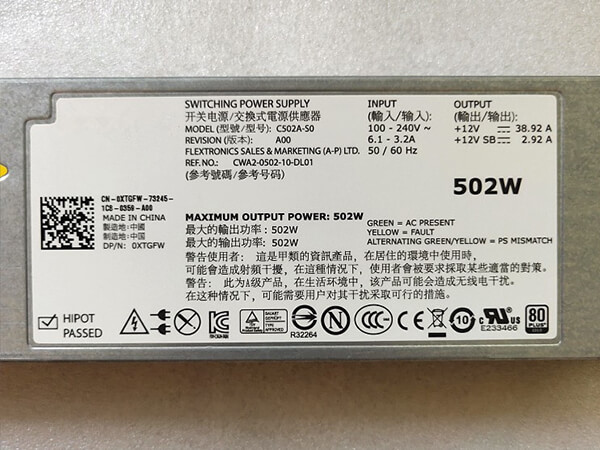 SWITCHING POWER SUPPLY
开关电源/交換式電源供應器
MODEL (型號/型号): C502A-S0
REVISION (版本): A00
FLEXTRONICS SALES & MARKETING (A-P) LTD.
REF.NO.: CWA2-0502-10-DL01
(参考號碼/参考号码)
INPUT
(輸入/输入):
100 - 240V ~
6.1 - 3.2A
50 / 60 Hz
OUTPUT
(輸出/输出):
+12V 38.92 A
+12V SB 2.92 A
502W
CN-0XTGFW-73245-
1C8-0359-A00
MADE IN CHINA
製造地: 中國
制造地: 中国
DP/N: 0XTGFW
MAXIMUM OUTPUT POWER: 502W
最大的輸出功率: 502W
最大的输出功率: 502W
GREEN = AC PRESENT
YELLOW = FAULT
ALTERNATING GREEN/YELLOW = PS MISMATCH
警告使用者: 這是甲類的資訊產品, 在居住的環境中使用時,
可能會造成射頻干擾, 在這種情況下, 使用者會被要求採取某些適當的對策.
警告: 此为A级产品, 在生活环境中, 该产品可能会造成无线电干扰.
在这种情况下, 可能需要用户对其干扰采取可行的措施.
HIPOT
PASSED
R32264
N
CCC
CE
10
c RU us
E233466
80
PLUS